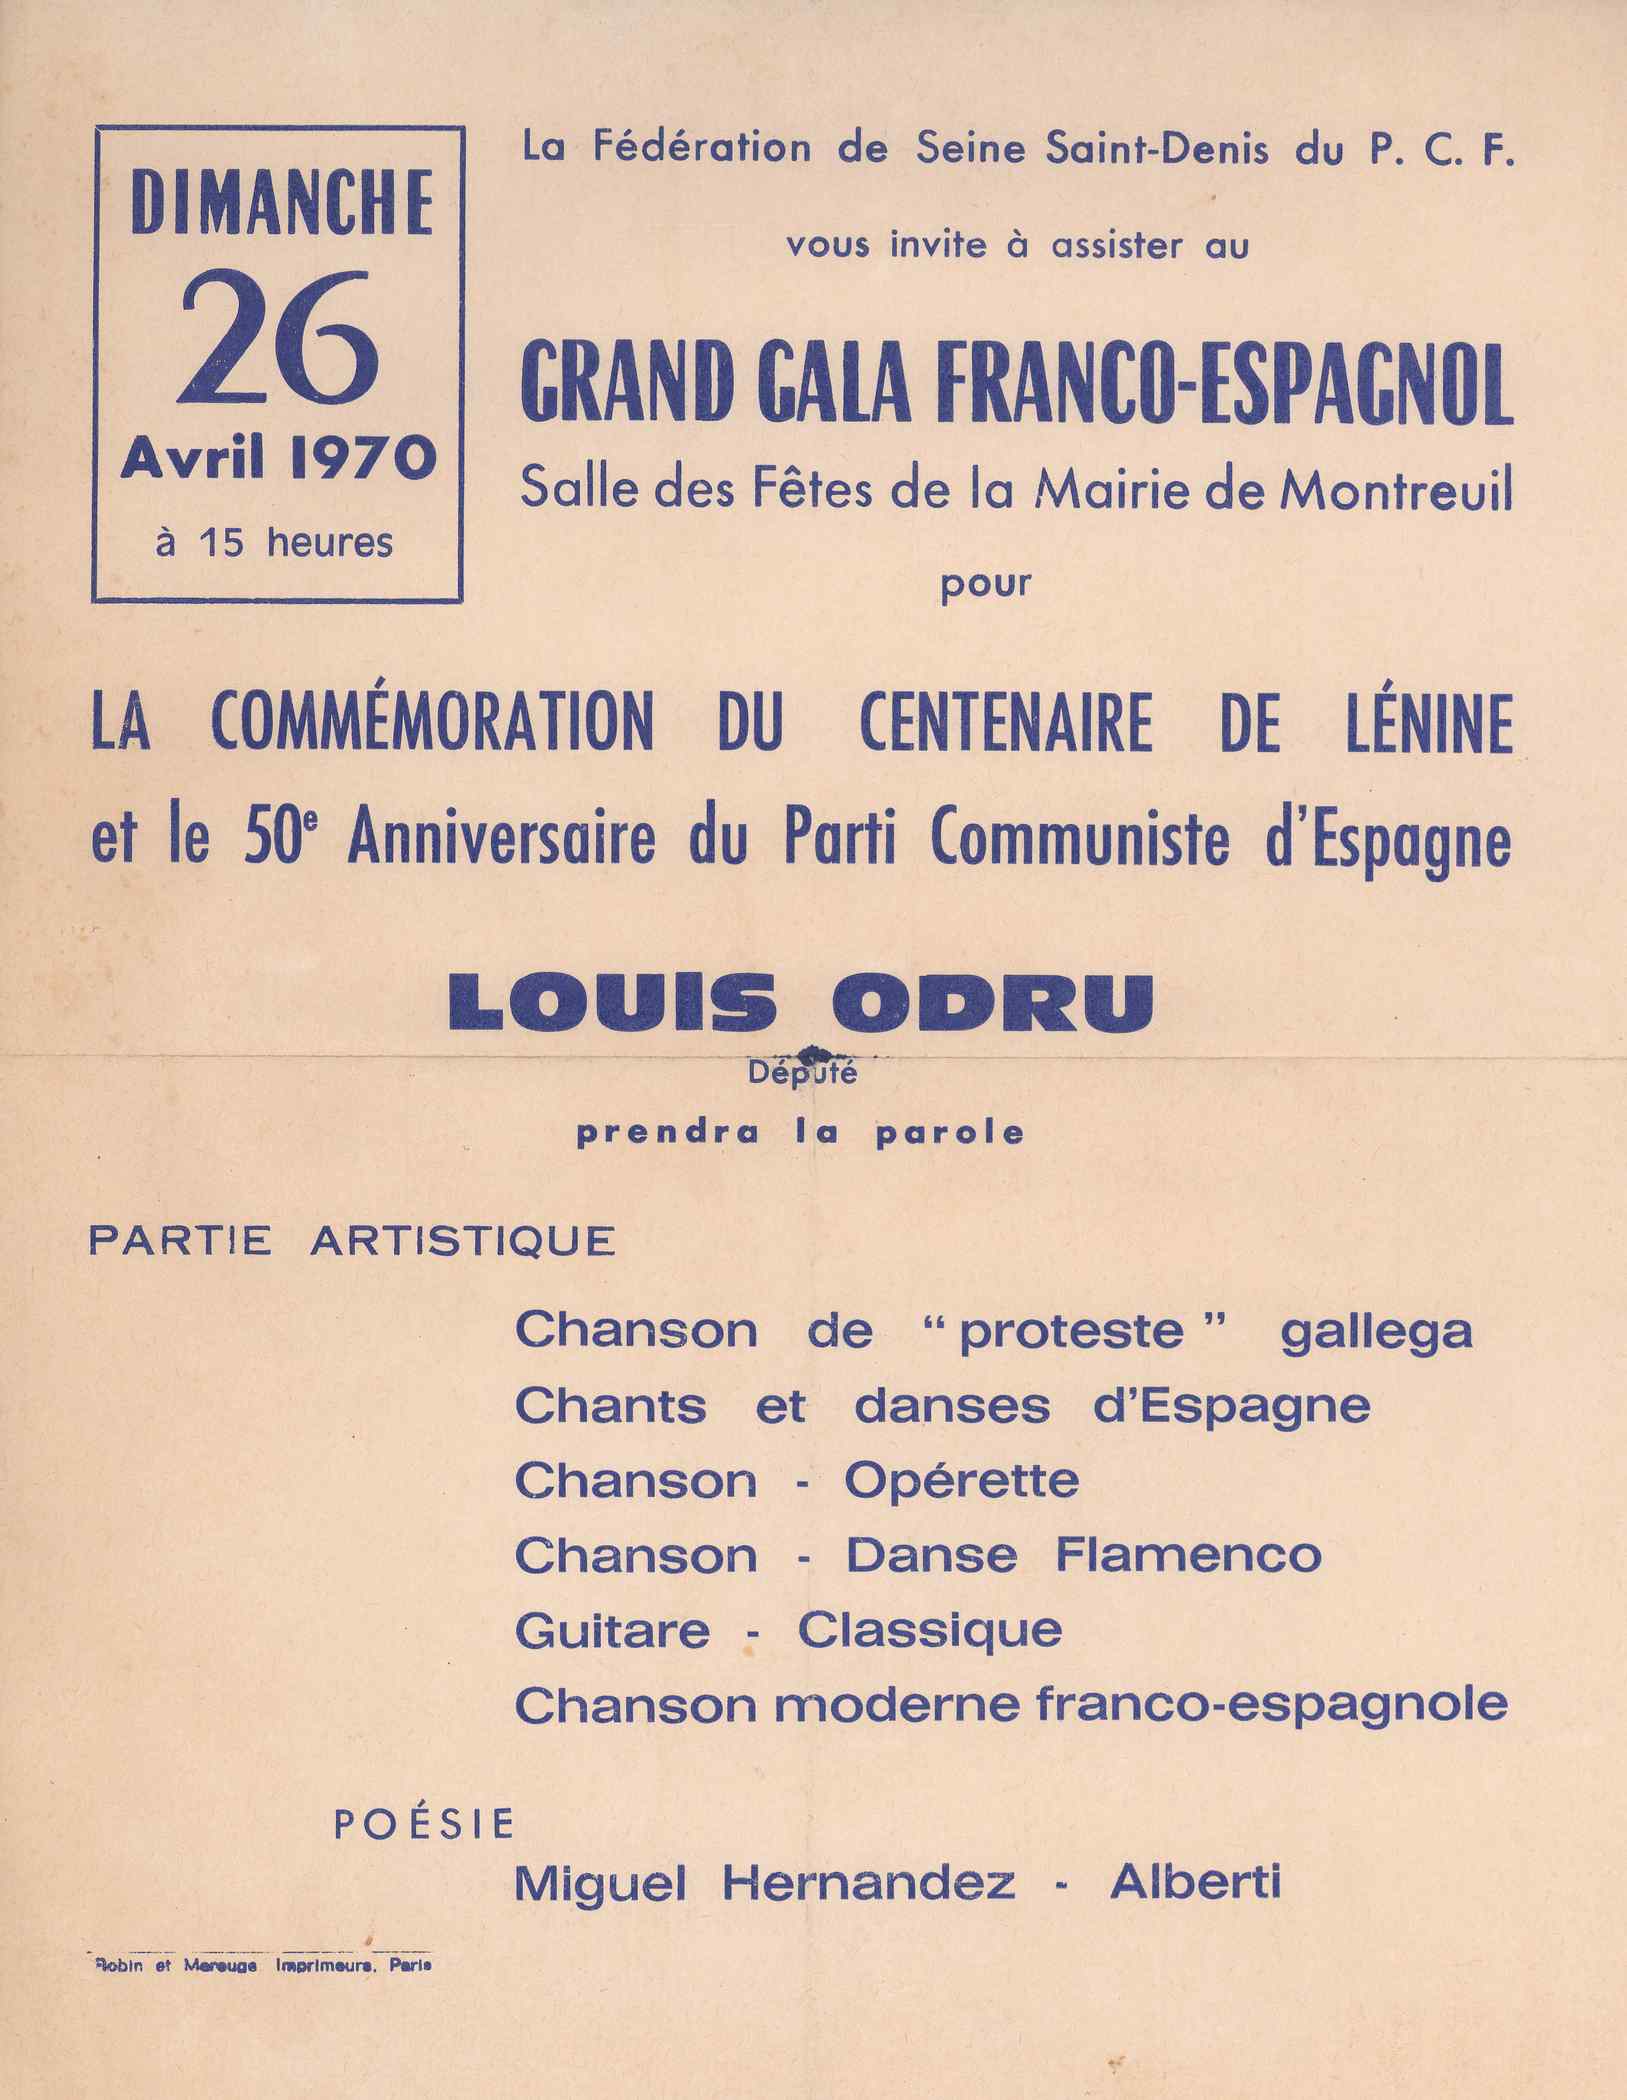 DIMANCHE
26
Avril 1970
à 15 heures
La Fédération de Seine Saint-Denis du P. C. F.
vous invite à assister au
GRAND GALA FRANCO-ESPAGNOL
Salle des Fêtes de la Mairie de Montreuil
pour
LA COMMÉMORATION DU CENTENAIRE DE LÉNINE
et le 50e Anniversaire du Parti Communiste d'Espagne
LOUIS ODRU
Député
prendra la parole
PARTIE ARTISTIQUE
Chanson de “ proteste ” gallega
Chants et danses d'Espagne
Chanson - Opérette
Chanson - Danse Flamenco
Guitare - Classique
Chanson moderne franco-espagnole
POÉSIE
Miguel Hernandez - Alberti
Robin et Mareuge Imprimeurs. Paris